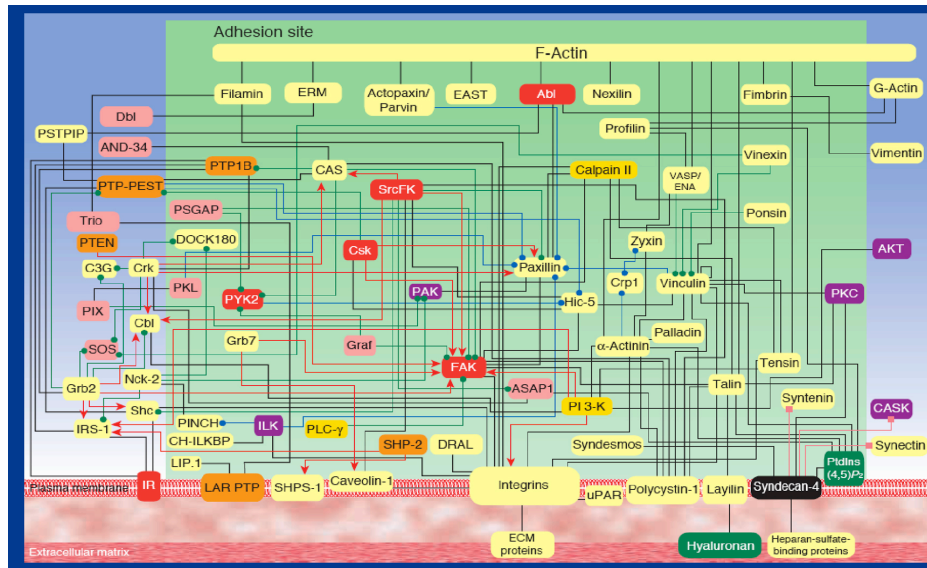 Adhesion site
F-Actin
Filamin
ERM
Actopaxin/
Parvin
EAST
Abl
Nexilin
Fimbrin
G-Actin
Dbl
PSTPIP
Profilin
AND-34
Vinexin
Vimentin
PTP1B
CAS
Calpain II
VASP/
ENA
PTP-PEST
SrcFK
PSGAP
Ponsin
Trio
PTEN
DOCK180
Csk
Zyxin
AKT
C3G
Crk
Paxillin
PKL
PAK
Crp1
Vinculin
PKC
PIX
PYK2
Hic-5
Cbl
Palladin
SOS
Grb7
Graf
α-Actinin
Tensin
FAK
Grb2
Nck-2
ASAP1
Talin
Syntenin
Shc
PI 3-K
CASK
IRS-1
PINCH
ILK
PLC-γ
CH-ILKBP
SHP-2
DRAL
Syndesmos
Synectin
LIP.1
PtdIns
(4,5)P2
Plasma membrane
IR
LAR PTP
SHPS-1
Caveolin-1
Integrins
uPAR
Polycystin-1
Layilin
Syndecan-4
ECM
proteins
Hyaluronan
Heparan-sulfate-
binding proteins
Extracellular matrix